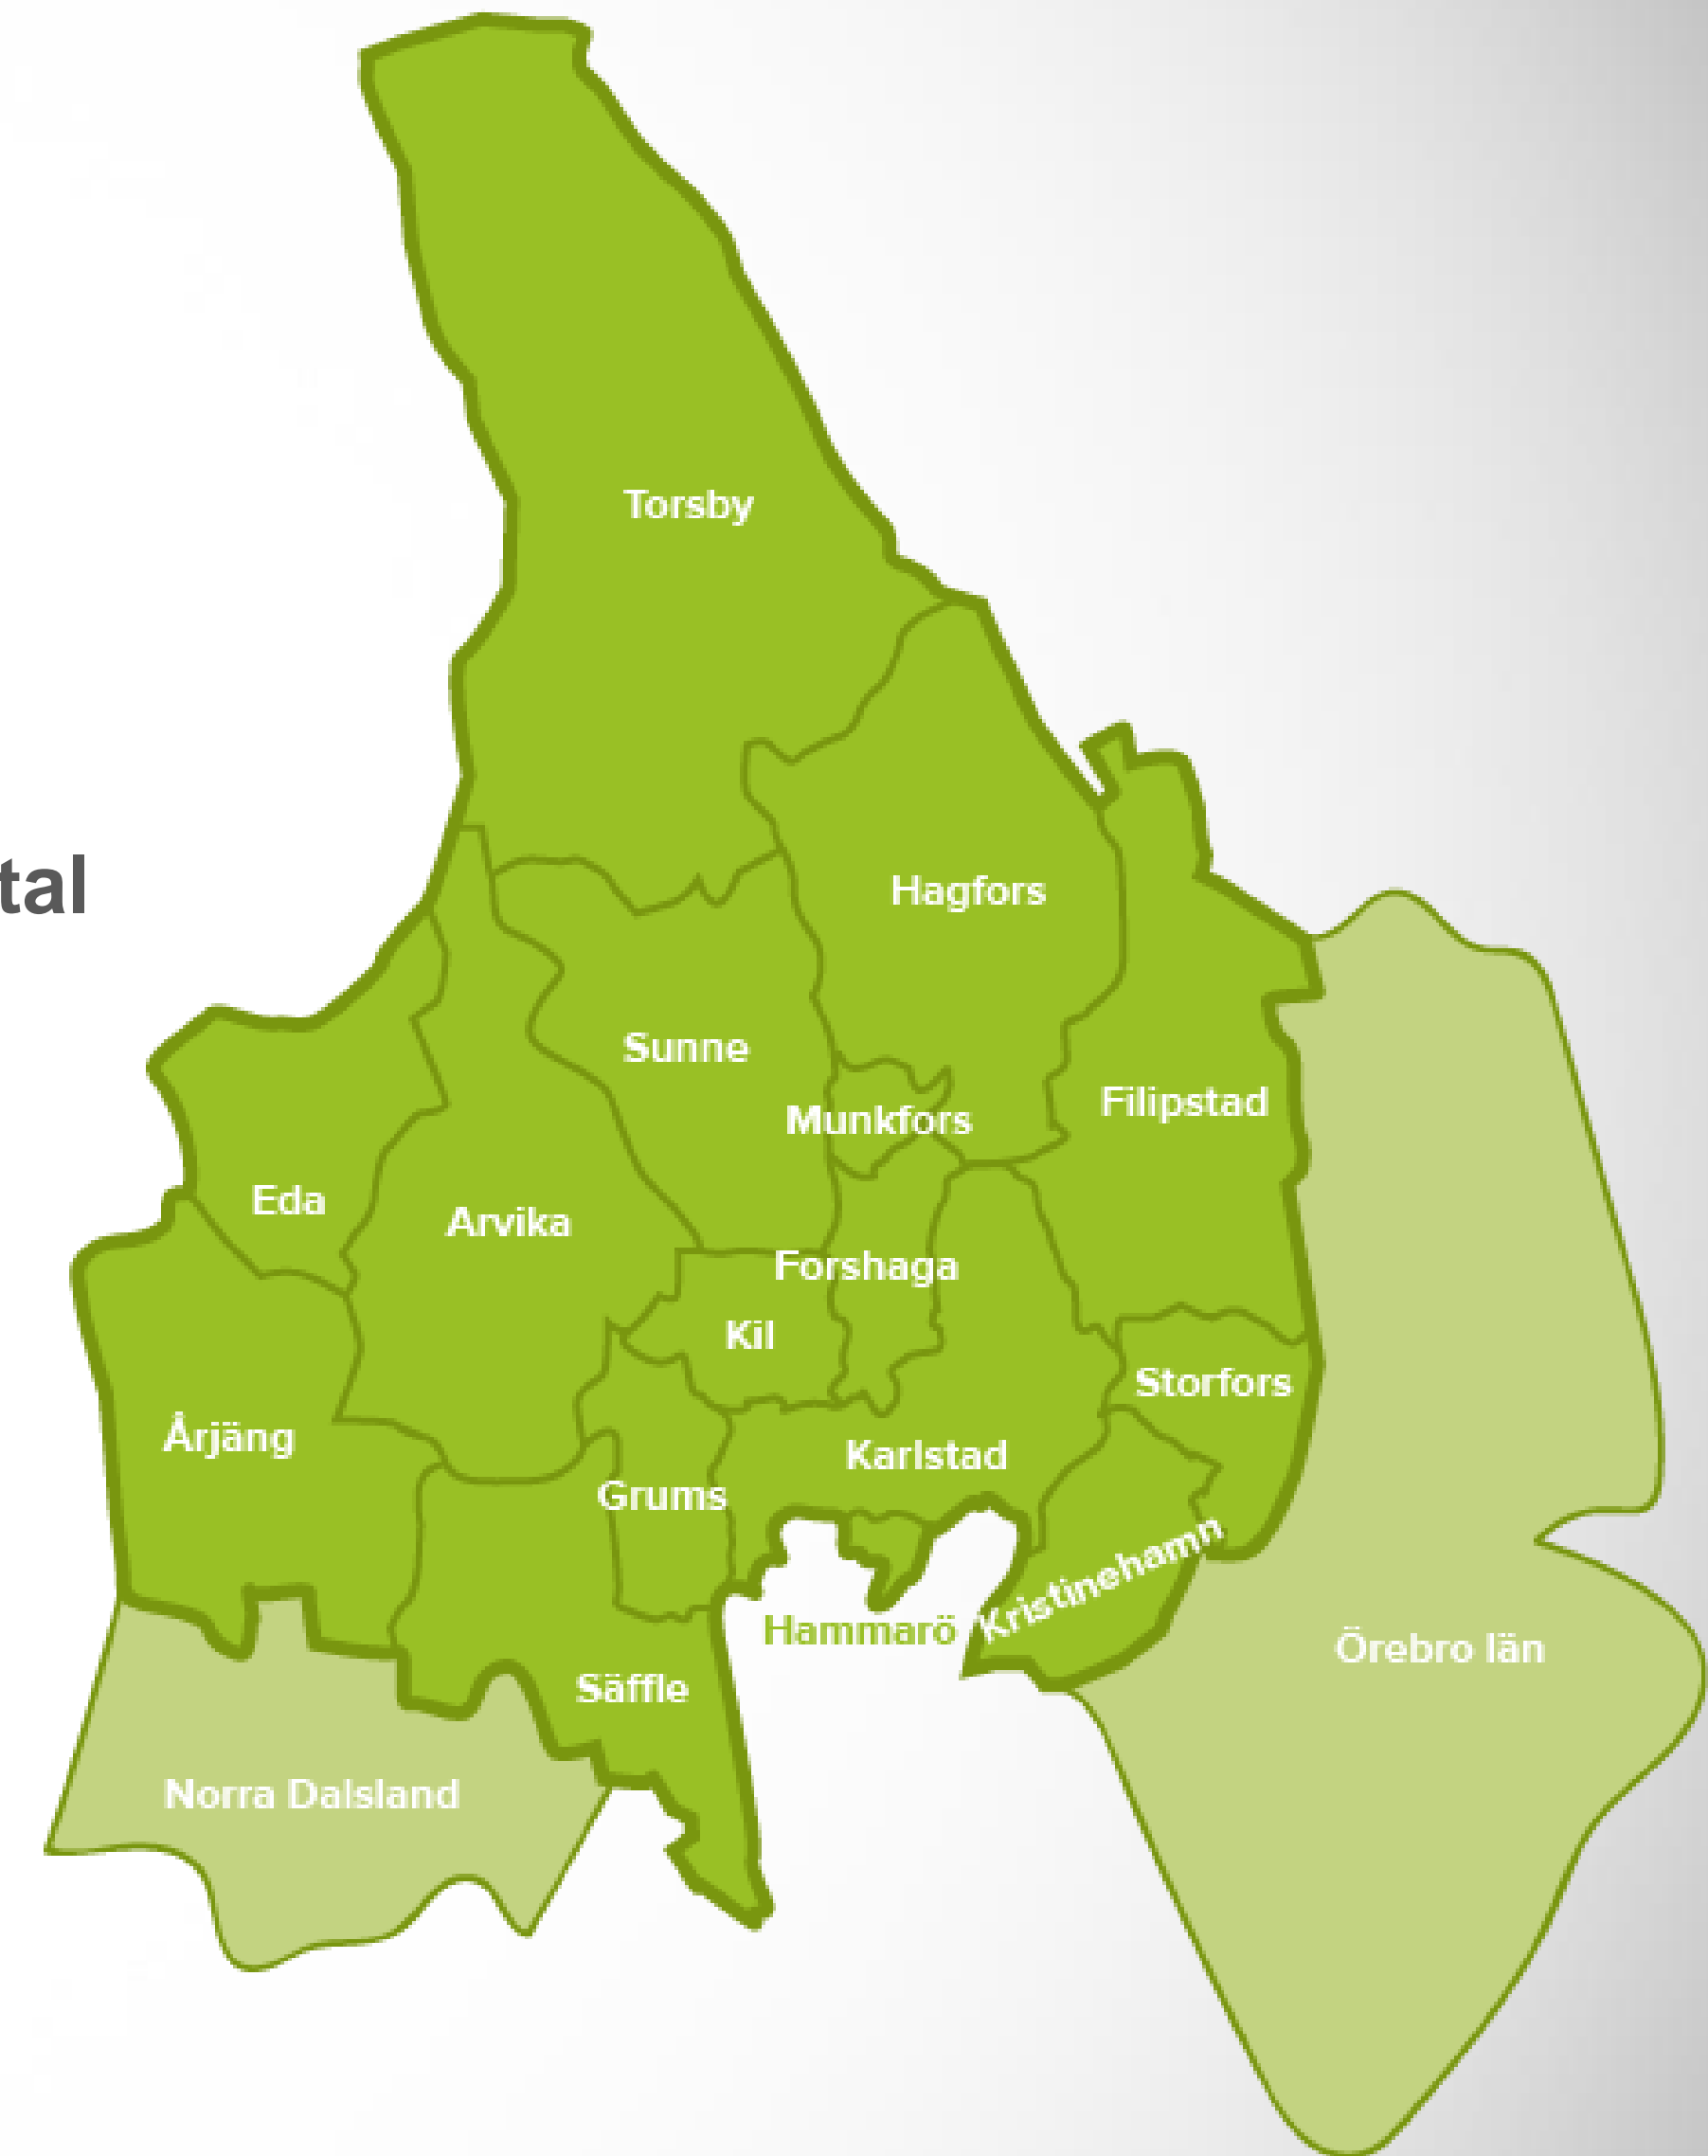 Torsby
tal
Hagfors
Sunne
Filipstad
Munkfors
Eda
Arvika
Forshaga
Kil
Storfors
Årjäng
Karlstad
Grums
Kristinehamn
Hammarö
Örebro län
Säffle
Norra Dalsland